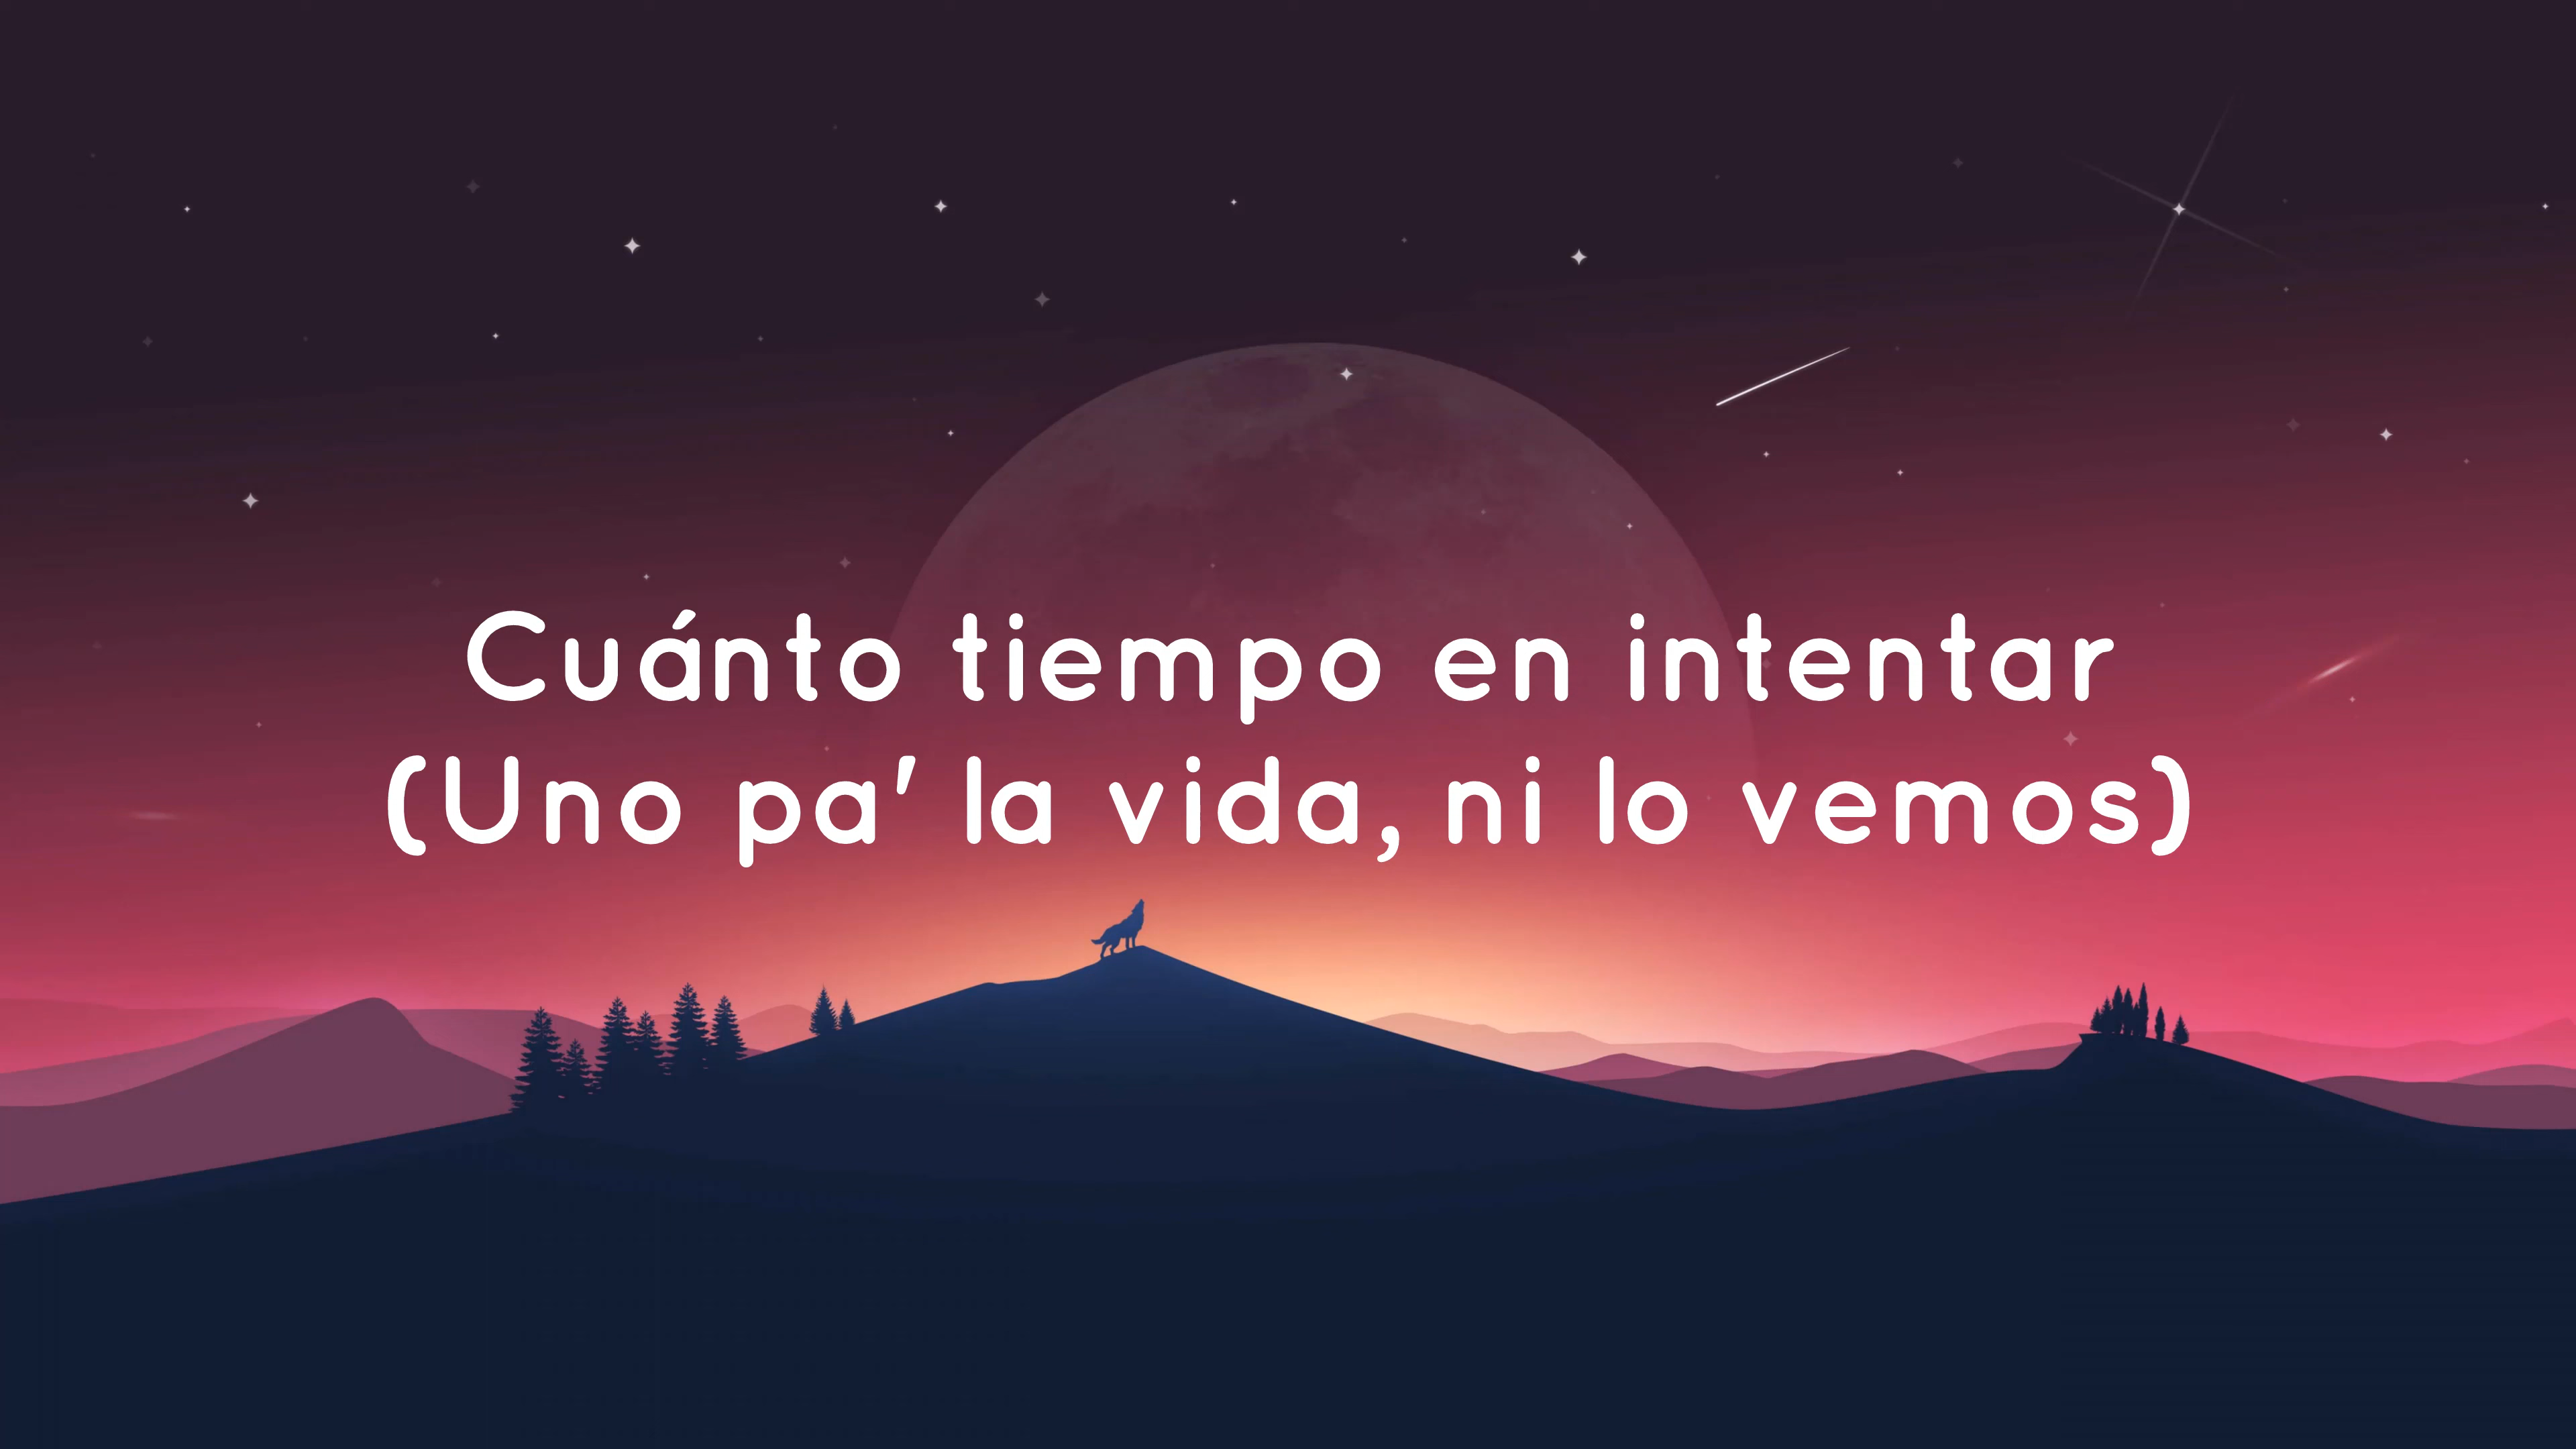 Cuánto tiempo en intentar
(Uno pa' la vida, ni lo vemos)